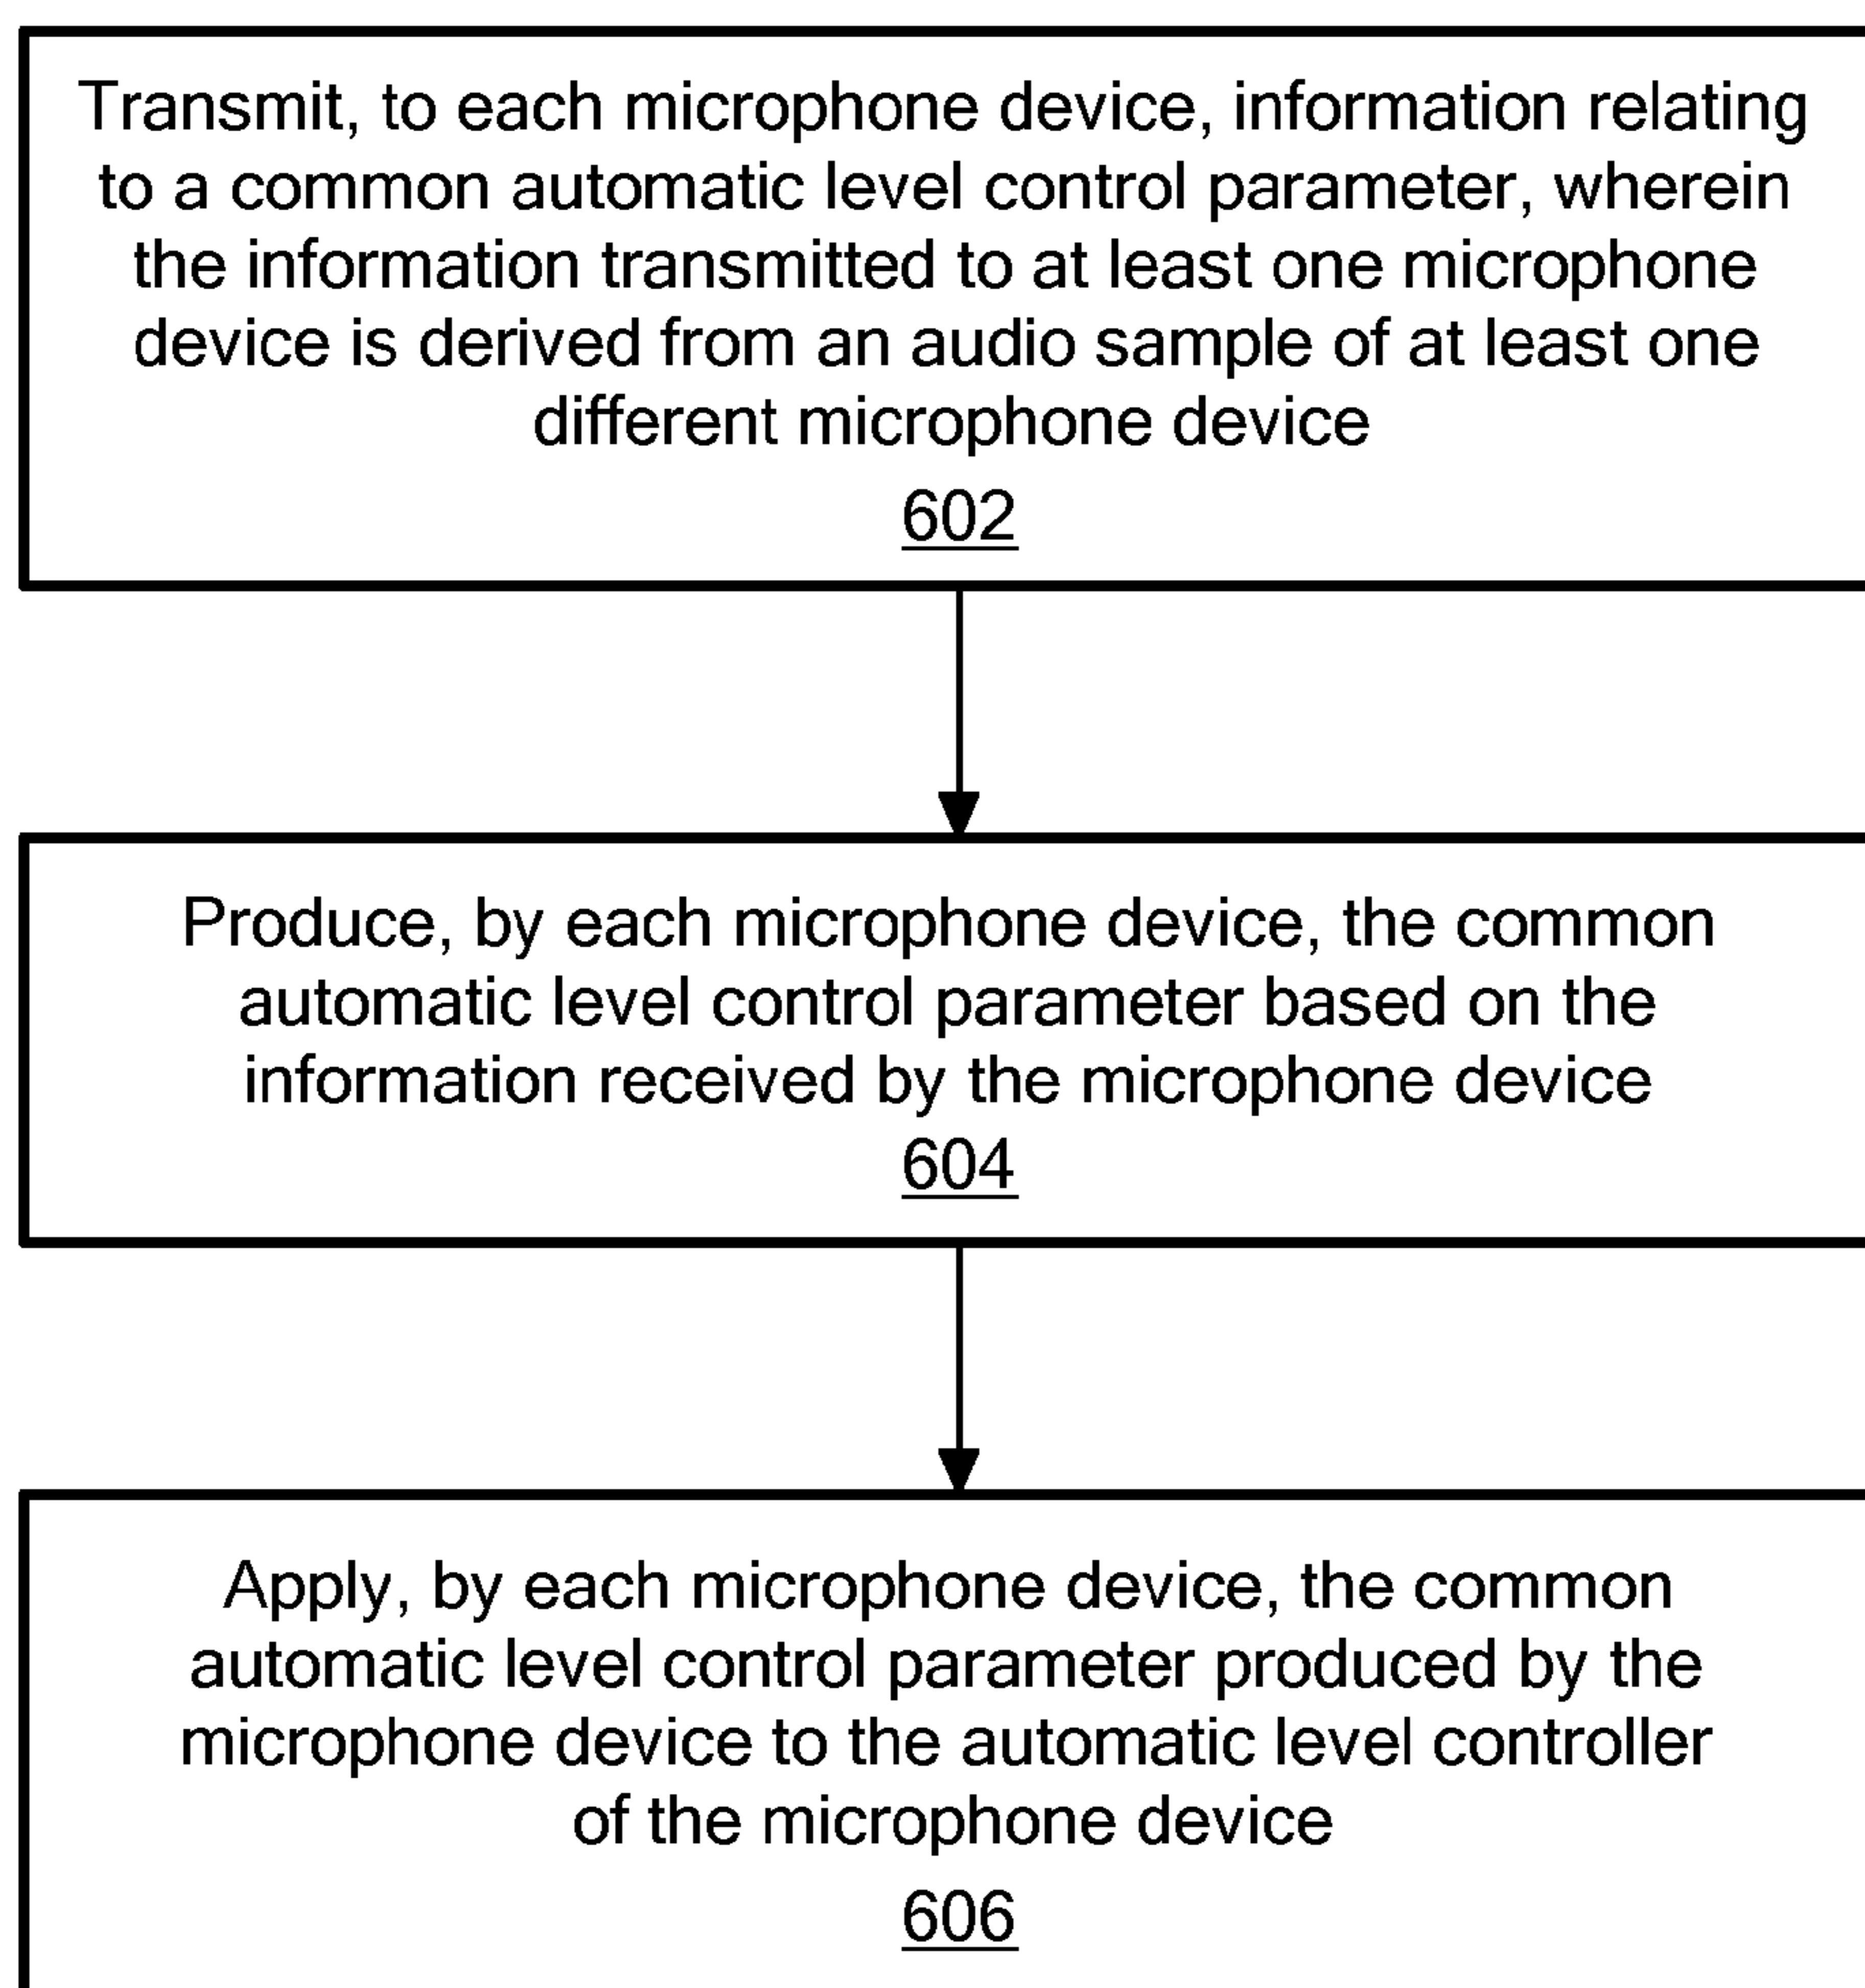 Transmit, to each microphone device, information relating
to a common automatic level control parameter, wherein
the information transmitted to at least one microphone
device is derived from an audio sample of at least one
different microphone device
602
Produce, by each microphone device, the common
automatic level control parameter based on the
information received by the microphone device
604
Apply, by each microphone device, the common
automatic level control parameter produced by the
microphone device to the automatic level controller
of the microphone device
606